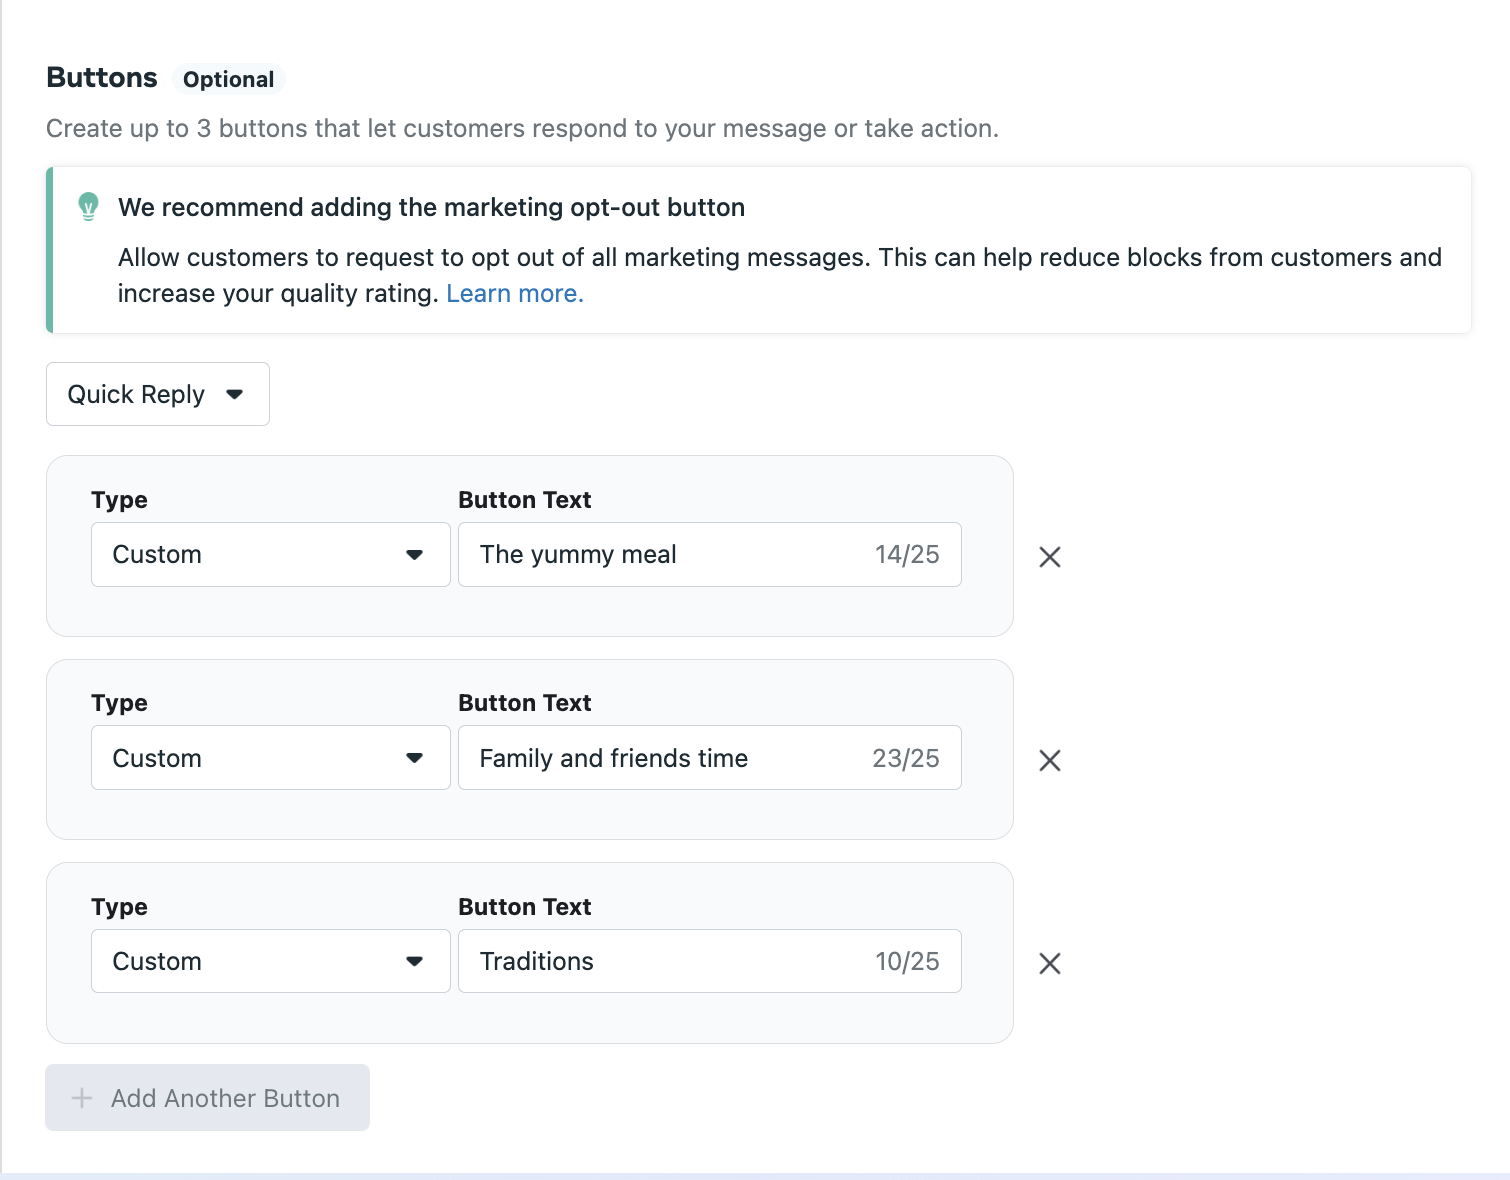 Buttons Optional
Create up to 3 buttons that let customers respond to your message or take action.
We recommend adding the marketing opt-out button
Allow customers to request to opt out of all marketing messages. This can help reduce blocks from customers and
increase your quality rating. Learn more.
Quick Reply
Type Button Text
Custom The yummy meal 14/25
Type Button Text
Custom Family and friends time 23/25
Type Button Text
Custom Traditions 10/25
Add Another Button